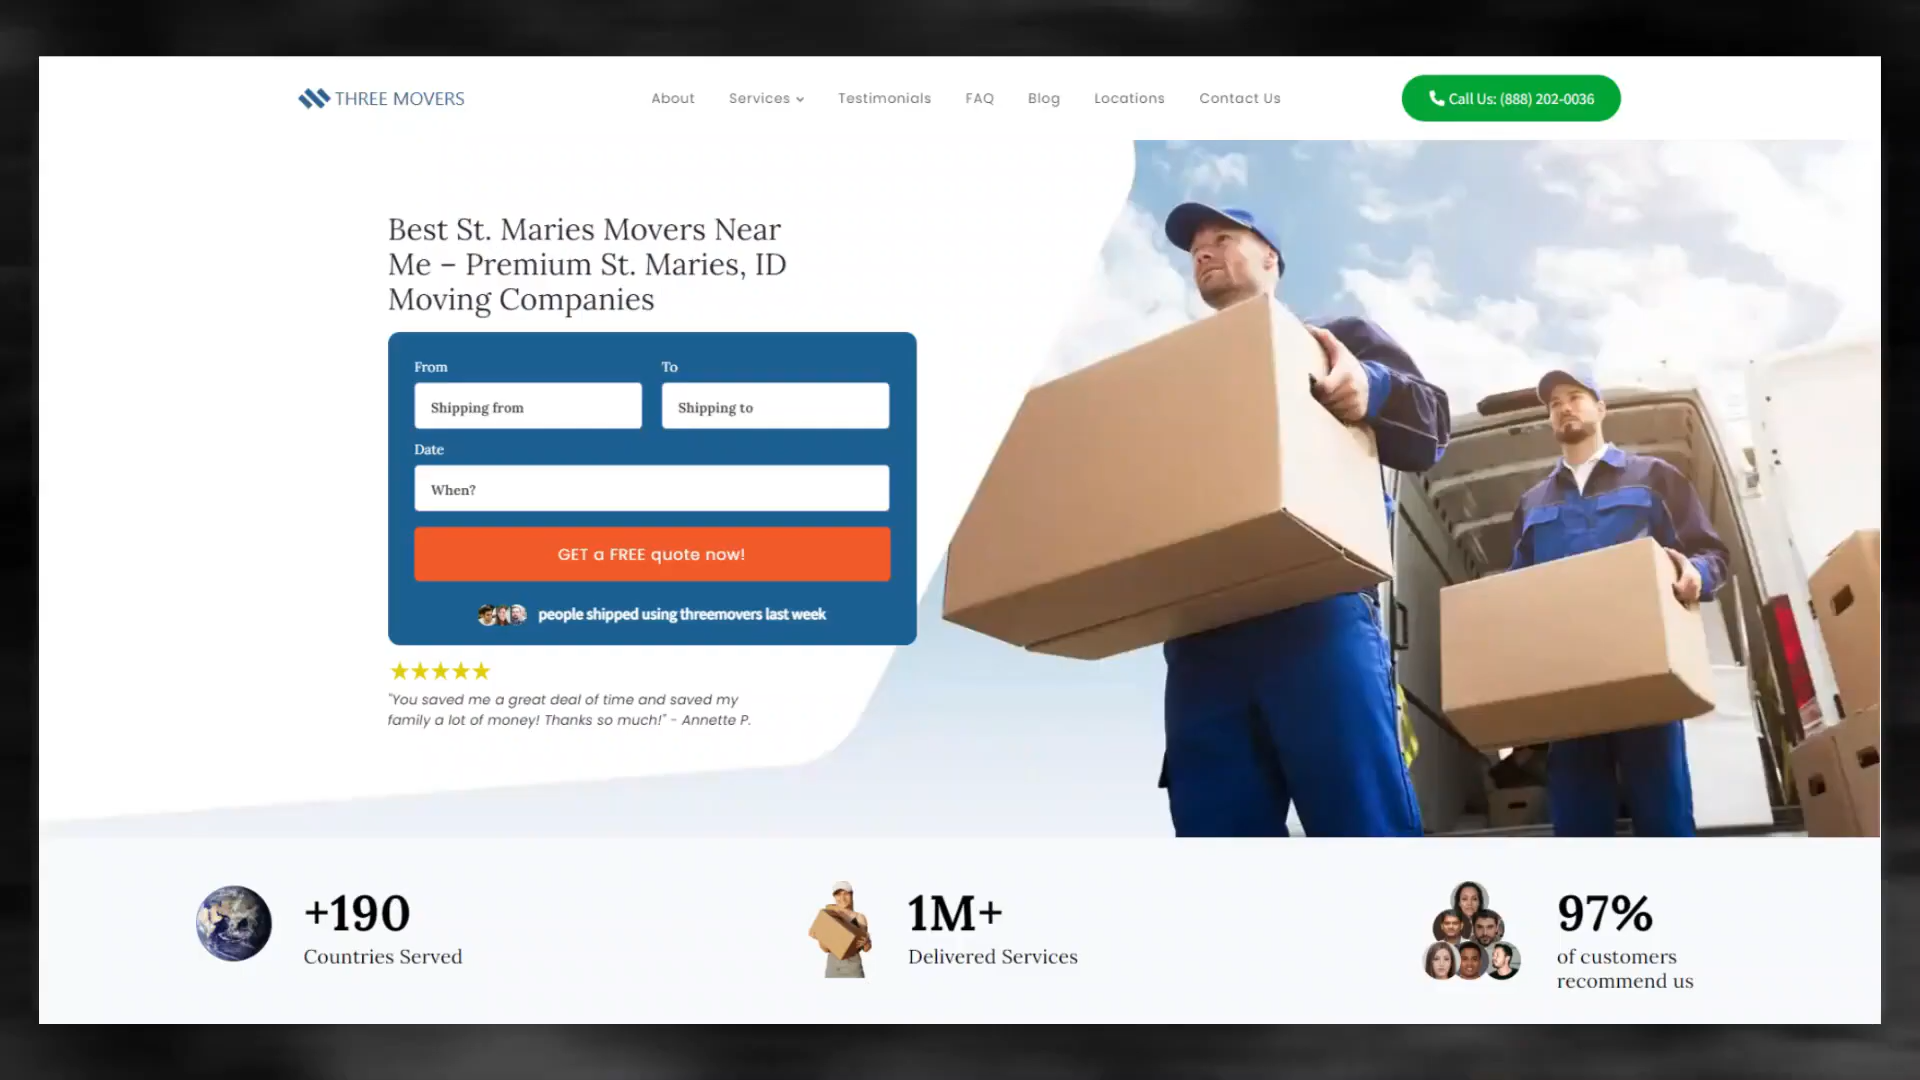 THREE MOVERS
About
Services
Testimonials
FAQ
Blog
Locations
Contact Us
Call Us: (888) 202-0036
Best St. Maries Movers Near
Me – Premium St. Maries, ID
Moving Companies
From
To
Shipping from
Shipping to
Date
When?
GET a FREE quote now!
people shipped using threemovers last week
"You saved me a great deal of time and saved my
family a lot of money! Thanks so much!" - Annette P.
+190
Countries Served
1M+
Delivered Services
97%
of customers
recommend us